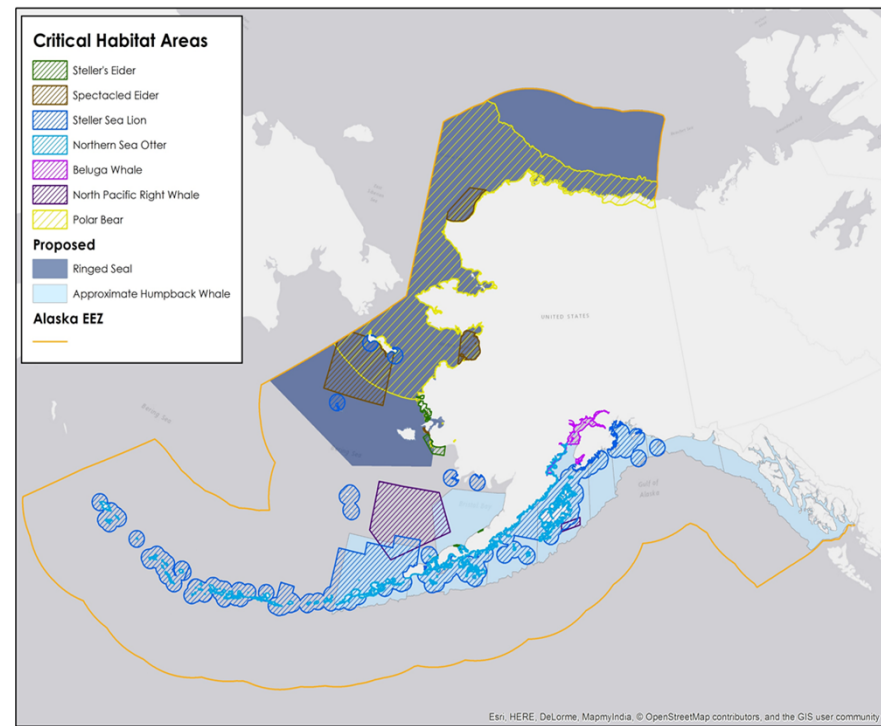 Critical Habitat Areas
Steller's Eider
Spectacled Eider
Steller Sea Lion
Northern Sea Otter
Beluga Whale
North Pacific Right Whale
Polar Bear
Proposed
Ringed Seal
Approximate Humpback Whale
Alaska EEZ
UNITED STATES
Bering Sea
Gulf of
Alaska
Esri, HERE, DeLorme, MapmyIndia, © OpenStreetMap contributors, and the GIS user community